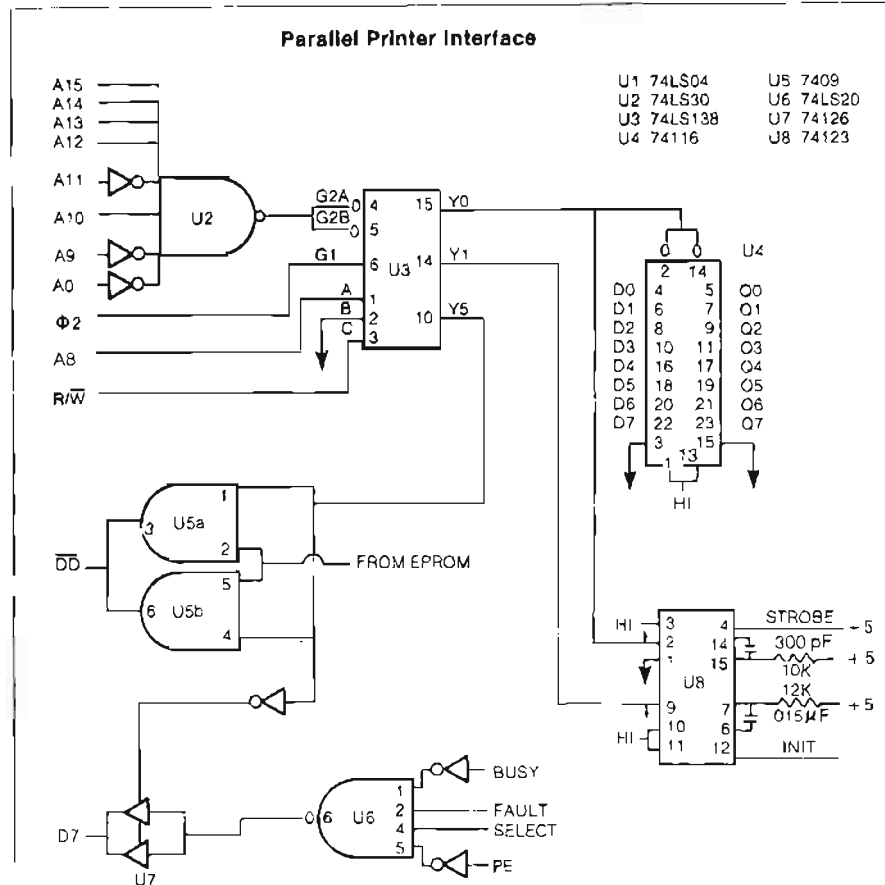 Parallel Printer Interface
U1 74LS04 U5 7409
U2 74LS30 U6 74LS20
U3 74LS138 U7 74126
U4 74116 U8 74123
A15
A14
A13
A12
A11
A10
A9
A0
Φ2
A8
R/W̅
U2
G2A
G2B
G1
A
B
C
4 15
5
6 14
1
2 10
3
U3
Y0
Y1
Y5
0 0 U4
2 14
D0 4 5 Q0
D1 6 7 Q1
D2 8 9 Q2
D3 10 11 Q3
D4 16 17 Q4
D5 18 19 Q5
D6 20 21 Q6
D7 22 23 Q7
3 15
1 13
HI
1
3 U5a
2
D̅D̅
FROM EPROM
5
6 U5b
4
HI 3 4 STROBE +5
2 14 300 pF
1 15 10K +5
U8
12K
9 7 +5
.015µF
10 6
HI
11 12 INIT
BUSY
1
2 FAULT
0 6 U6
4 SELECT
5
PE
D7
U7